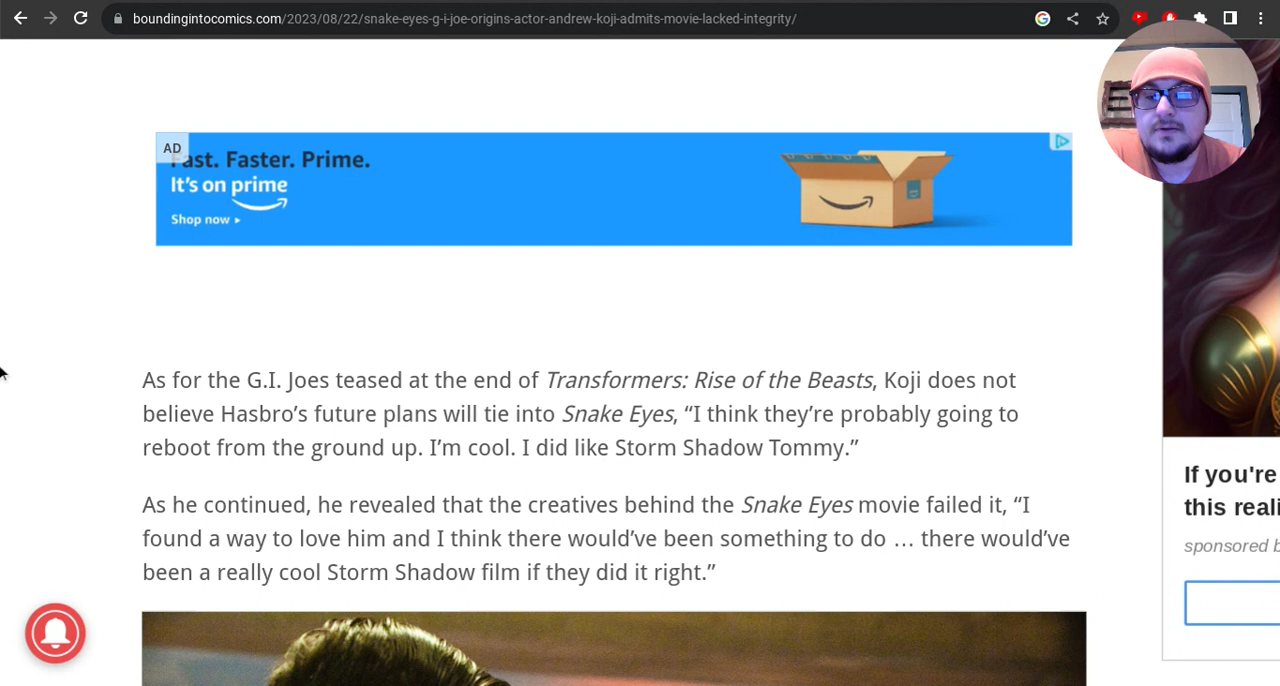 boundingintocomics.com/2023/08/22/snake-eyes-g-i-joe-origins-actor-andrew-koji-admits-movie-lacked-integrity/
AD
Fast. Faster. Prime.
It's on prime
Shop now ▸
As for the G.I. Joes teased at the end of Transformers: Rise of the Beasts, Koji does not
believe Hasbro’s future plans will tie into Snake Eyes, “I think they’re probably going to
reboot from the ground up. I’m cool. I did like Storm Shadow Tommy.”
As he continued, he revealed that the creatives behind the Snake Eyes movie failed it, “I
found a way to love him and I think there would’ve been something to do … there would’ve
been a really cool Storm Shadow film if they did it right.”
If you're
this reali
sponsored b